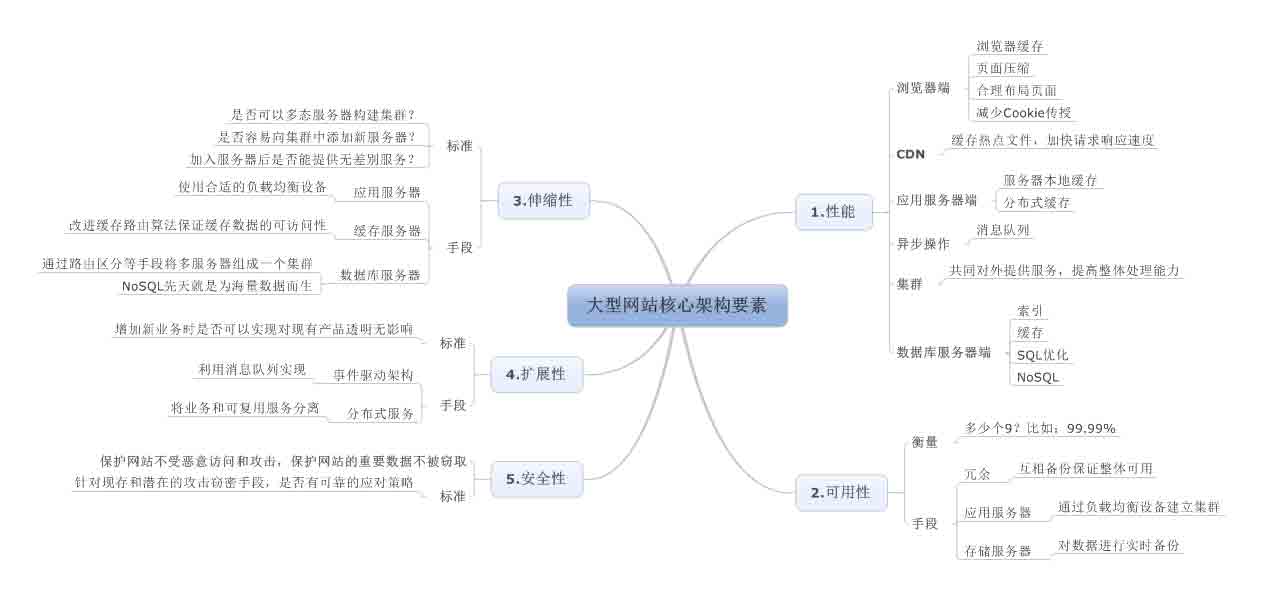 大型网站核心架构要素
1.性能
浏览器端
浏览器缓存
页面压缩
合理布局页面
减少Cookie传授
CDN
缓存热点文件，加快请求响应速度
应用服务器端
服务器本地缓存
分布式缓存
异步操作
消息队列
集群
共同对外提供服务，提高整体处理能力
数据库服务器端
索引
缓存
SQL优化
NoSQL
2.可用性
衡量
多少个9？比如：99.99%
手段
冗余
互相备份保证整体可用
应用服务器
通过负载均衡设备建立集群
存储服务器
对数据进行实时备份
3.伸缩性
标准
是否可以多态服务器构建集群？
是否容易向集群中添加新服务器？
加入服务器后是否能提供无差别服务？
手段
应用服务器
使用合适的负载均衡设备
缓存服务器
改进缓存路由算法保证缓存数据的可访问性
数据库服务器
通过路由区分等手段将多服务器组成一个集群
NoSQL先天就是为海量数据而生
4.扩展性
标准
增加新业务时是否可以实现对现有产品透明无影响
手段
事件驱动架构
利用消息队列实现
分布式服务
将业务和可复用服务分离
5.安全性
保护网站不受恶意访问和攻击，保护网站的重要数据不被窃取
标准
针对现存和潜在的攻击窃密手段，是否有可靠的应对策略